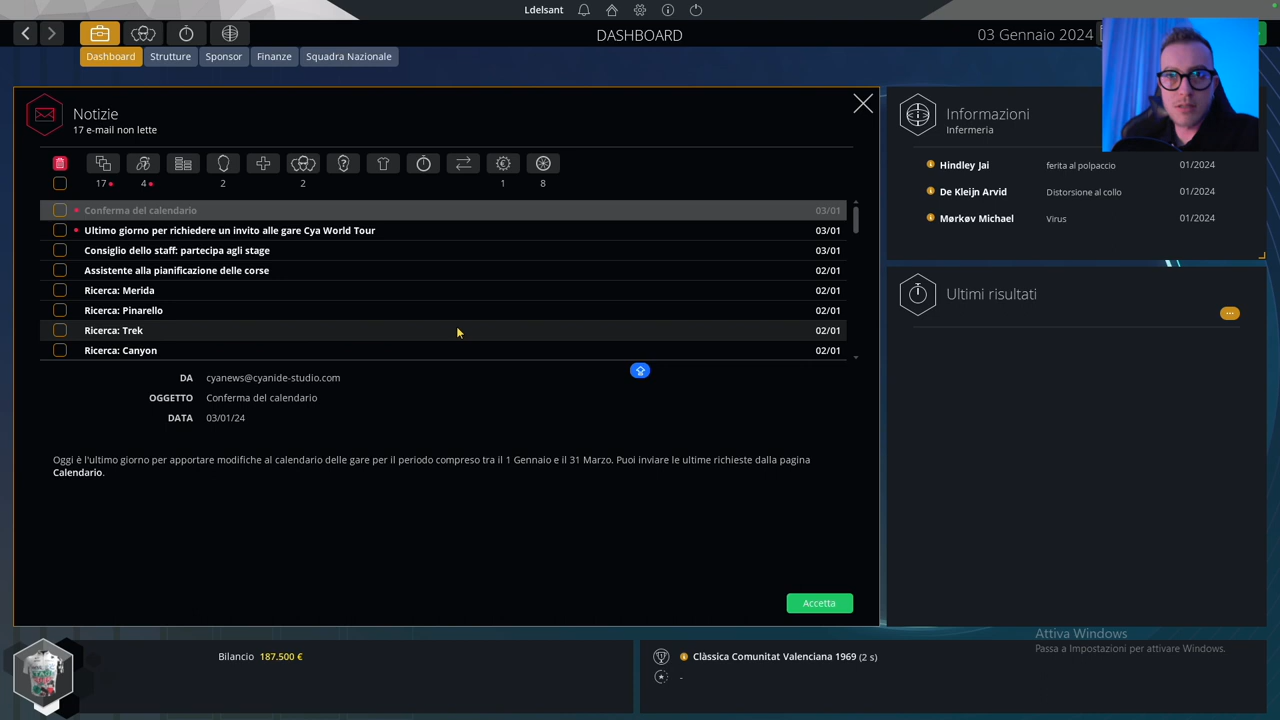 Ldelsant
DASHBOARD
03 Gennaio 2024
Dashboard
Strutture
Sponsor
Finanze
Squadra Nazionale
Notizie
17 e-mail non lette
17 4 2 2 1 8
Conferma del calendario 03/01
Ultimo giorno per richiedere un invito alle gare Cya World Tour 03/01
Consiglio dello staff: partecipa agli stage 03/01
Assistente alla pianificazione delle corse 02/01
Ricerca: Merida 02/01
Ricerca: Pinarello 02/01
Ricerca: Trek 02/01
Ricerca: Canyon 02/01
DA cyanews@cyanide-studio.com
OGGETTO Conferma del calendario
DATA 03/01/24
Oggi è l'ultimo giorno per apportare modifiche al calendario delle gare per il periodo compreso tra il 1 Gennaio e il 31 Marzo. Puoi inviare le ultime richieste dalla pagina
Calendario.
Accetta
Informazioni
Infermeria
Hindley Jai ferita al polpaccio 01/2024
De Kleijn Arvid Distorsione al collo 01/2024
Mørkøv Michael Virus 01/2024
Ultimi risultati
Attiva Windows
Passa a Impostazioni per attivare Windows.
Bilancio 187.500 €
Clàssica Comunitat Valenciana 1969 (2 s)
-